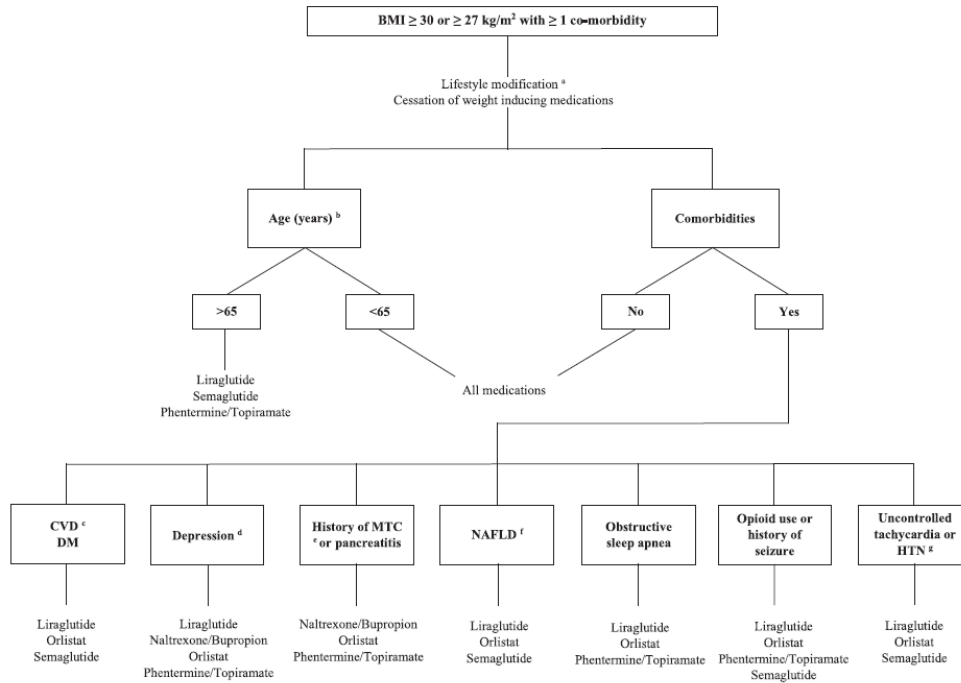 BMI ≥ 30 or ≥ 27 kg/m² with ≥ 1 co-morbidity
Lifestyle modification ᵃ
Cessation of weight inducing medications
Age (years) ᵇ
Comorbidities
>65
<65
No
Yes
Liraglutide
Semaglutide
Phentermine/Topiramate
All medications
CVD ᶜ
DM
Depression ᵈ
History of MTC
ᵉ or pancreatitis
NAFLD ᶠ
Obstructive
sleep apnea
Opioid use or
history of
seizure
Uncontrolled
tachycardia or
HTN ᵍ
Liraglutide
Orlistat
Semaglutide
Liraglutide
Naltrexone/Bupropion
Orlistat
Phentermine/Topiramate
Naltrexone/Bupropion
Orlistat
Phentermine/Topiramate
Liraglutide
Orlistat
Semaglutide
Liraglutide
Orlistat
Phentermine/Topiramate
Liraglutide
Orlistat
Phentermine/Topiramate
Semaglutide
Liraglutide
Orlistat
Semaglutide